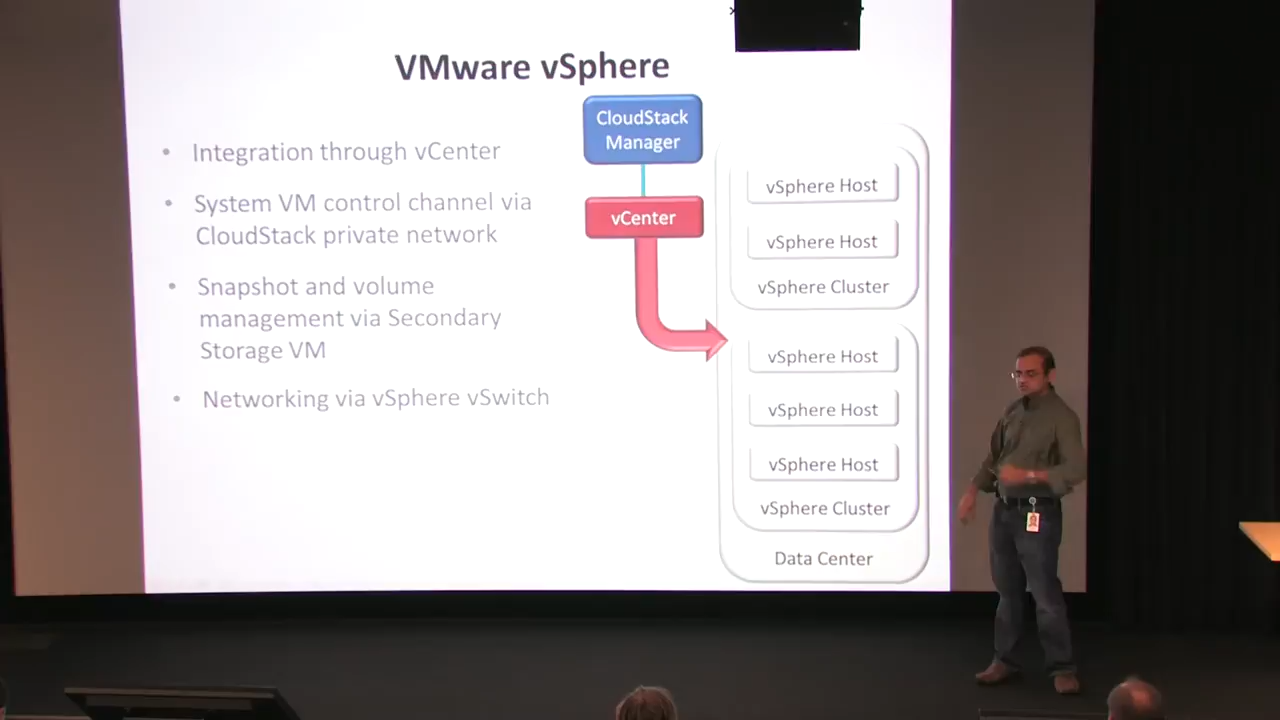 VMware vSphere
• Integration through vCenter
• System VM control channel via
CloudStack private network
• Snapshot and volume
management via Secondary
Storage VM
• Networking via vSphere vSwitch
CloudStack
Manager
vCenter
vSphere Host
vSphere Host
vSphere Cluster
vSphere Host
vSphere Host
vSphere Host
vSphere Cluster
Data Center